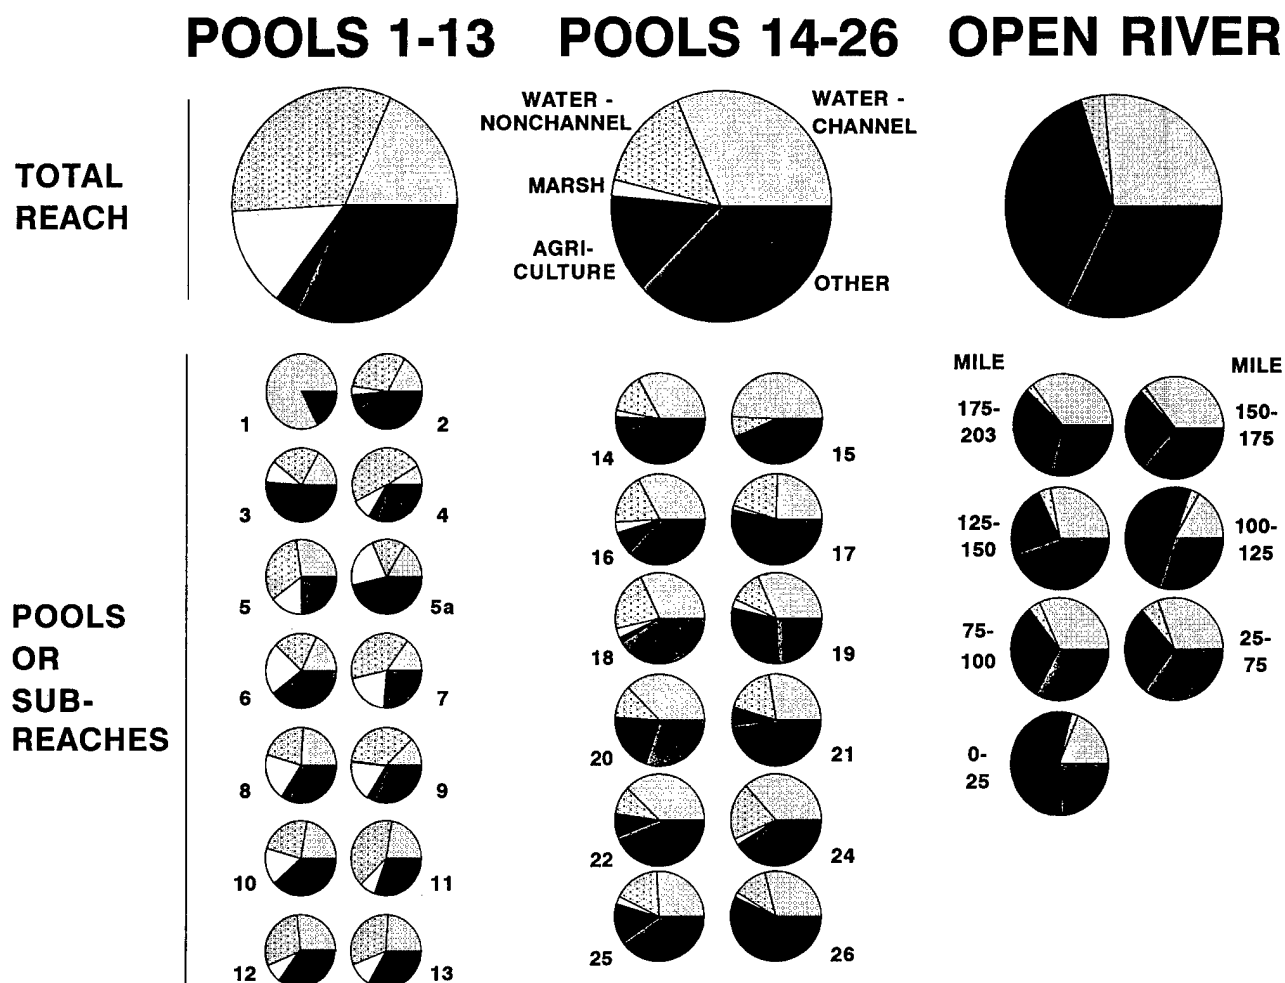 POOLS 1-13 POOLS 14-26 OPEN RIVER
TOTAL
REACH
WATER -
NONCHANNEL
WATER -
CHANNEL
MARSH
AGRI-
CULTURE
OTHER
POOLS
OR
SUB-
REACHES
1 2
3 4
5 5a
6 7
8 9
10 11
12 13
14 15
16 17
18 19
20 21
22 24
25 26
MILE MILE
175-
203
150-
175
125-
150
100-
125
75-
100
25-
75
0-
25